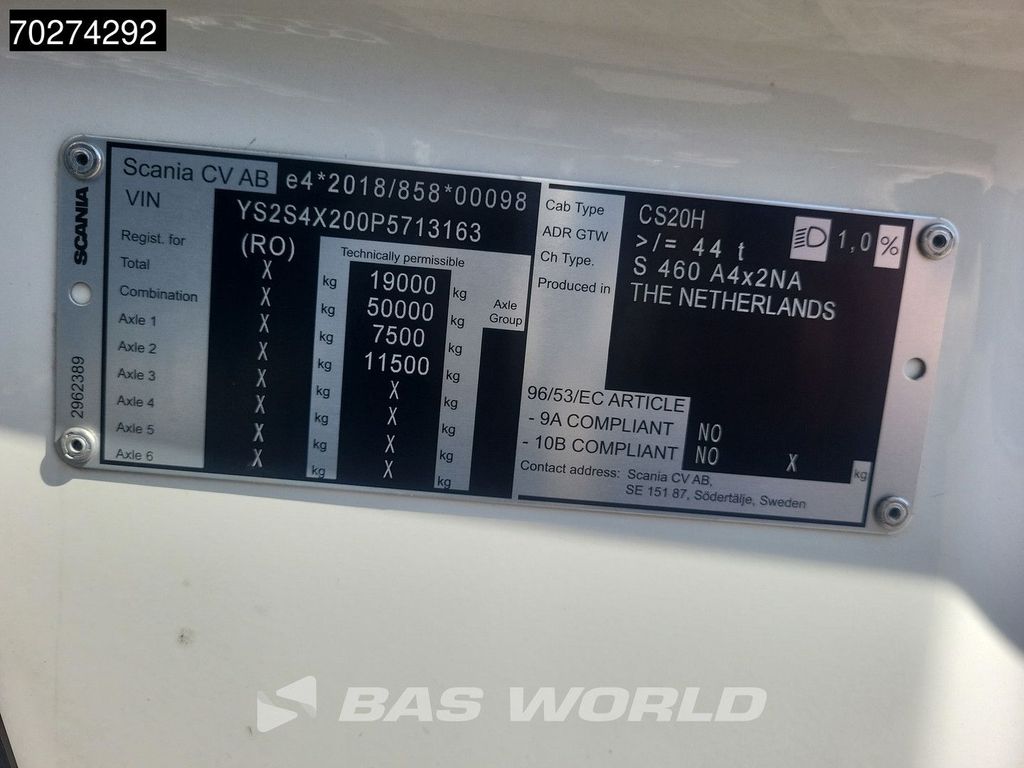 70274292
SCANIA
2962389
Scania CV AB e4*2018/858*00098
VIN YS2S4X200P5713163
Regist. for (RO) Technically permissible
Total X kg 19000 kg
Combination X kg 50000 kg Axle Group
Axle 1 X kg 7500 kg
Axle 2 X kg 11500 kg
Axle 3 X kg X kg
Axle 4 X kg X kg
Axle 5 X kg X kg
Axle 6 X kg X kg
Cab Type CS20H
ADR GTW >/= 44 t 1,0 %
Ch Type. S 460 A4x2NA
Produced in THE NETHERLANDS
96/53/EC ARTICLE
- 9A COMPLIANT NO
- 10B COMPLIANT NO X kg
Contact address: Scania CV AB,
SE 151 87, Södertälje, Sweden
BAS WORLD